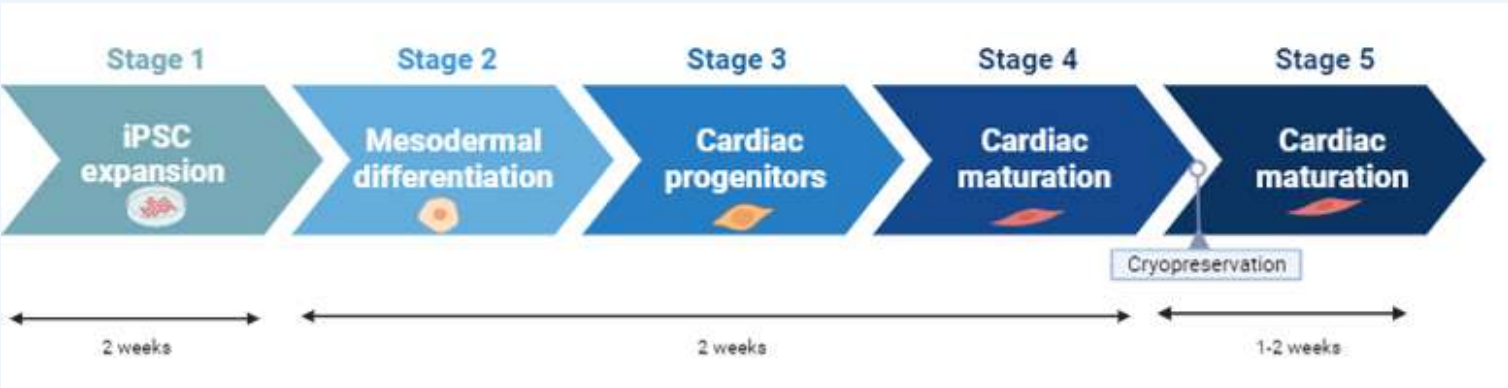 Stage 1
Stage 2
Stage 3
Stage 4
Stage 5
iPSC
expansion
Mesodermal
differentiation
Cardiac
progenitors
Cardiac
maturation
Cardiac
maturation
Cryopreservation
2 weeks
2 weeks
1-2 weeks